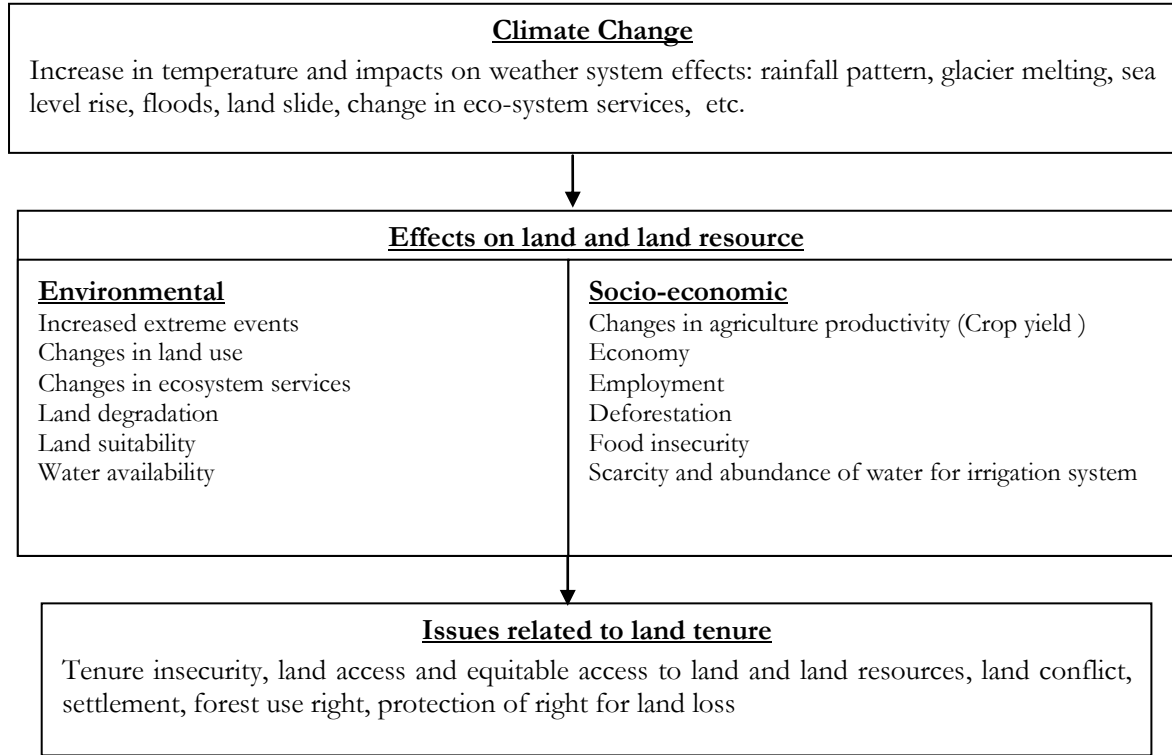 Climate Change
Increase in temperature and impacts on weather system effects: rainfall pattern, glacier melting, sea
level rise, floods, land slide, change in eco-system services, etc.
Effects on land and land resource
Environmental
Increased extreme events
Changes in land use
Changes in ecosystem services
Land degradation
Land suitability
Water availability
Socio-economic
Changes in agriculture productivity (Crop yield )
Economy
Employment
Deforestation
Food insecurity
Scarcity and abundance of water for irrigation system
Issues related to land tenure
Tenure insecurity, land access and equitable access to land and land resources, land conflict,
settlement, forest use right, protection of right for land loss